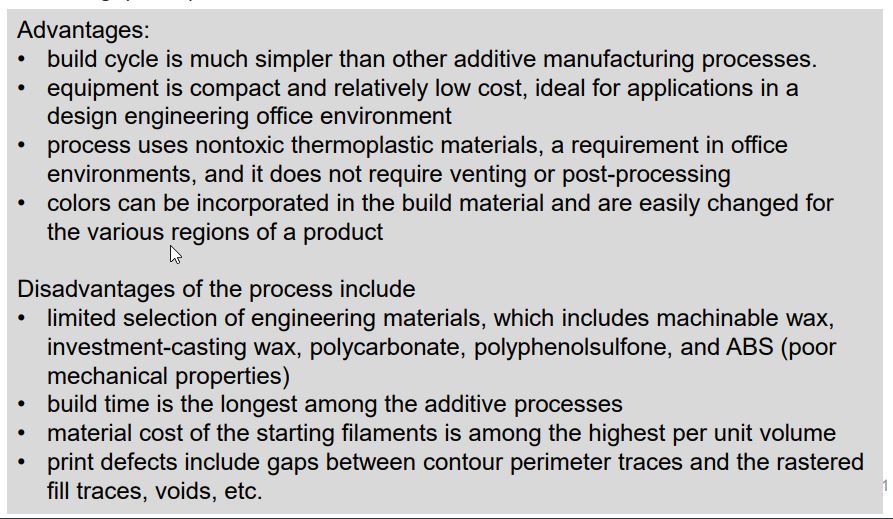 Advantages:
• build cycle is much simpler than other additive manufacturing processes.
• equipment is compact and relatively low cost, ideal for applications in a
design engineering office environment
• process uses nontoxic thermoplastic materials, a requirement in office
environments, and it does not require venting or post-processing
• colors can be incorporated in the build material and are easily changed for
the various regions of a product
Disadvantages of the process include
• limited selection of engineering materials, which includes machinable wax,
investment-casting wax, polycarbonate, polyphenolsulfone, and ABS (poor
mechanical properties)
• build time is the longest among the additive processes
• material cost of the starting filaments is among the highest per unit volume
• print defects include gaps between contour perimeter traces and the rastered
fill traces, voids, etc.
1